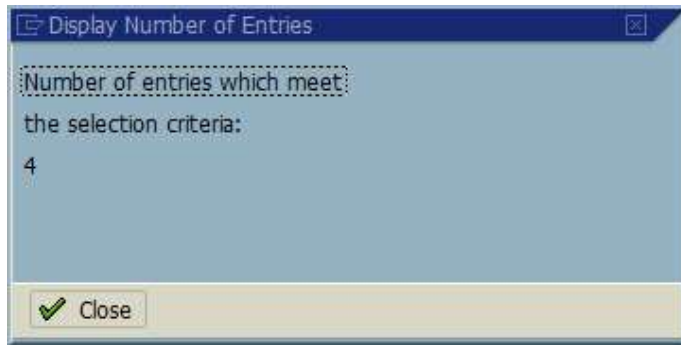 Display Number of Entries
Number of entries which meet
the selection criteria:
4
Close